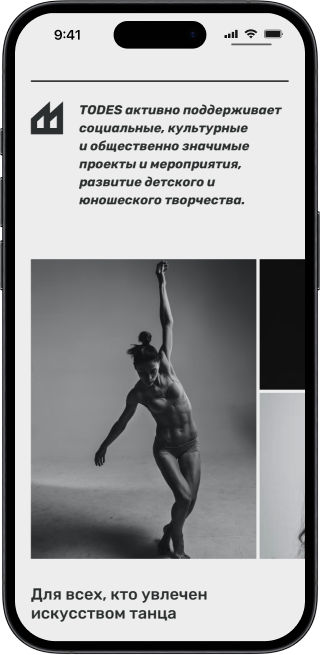 9:41
TODES активно поддерживает
социальные, культурные
и общественно значимые
проекты и мероприятия,
развитие детского и
юношеского творчества.
Для всех, кто увлечен
искусством танца